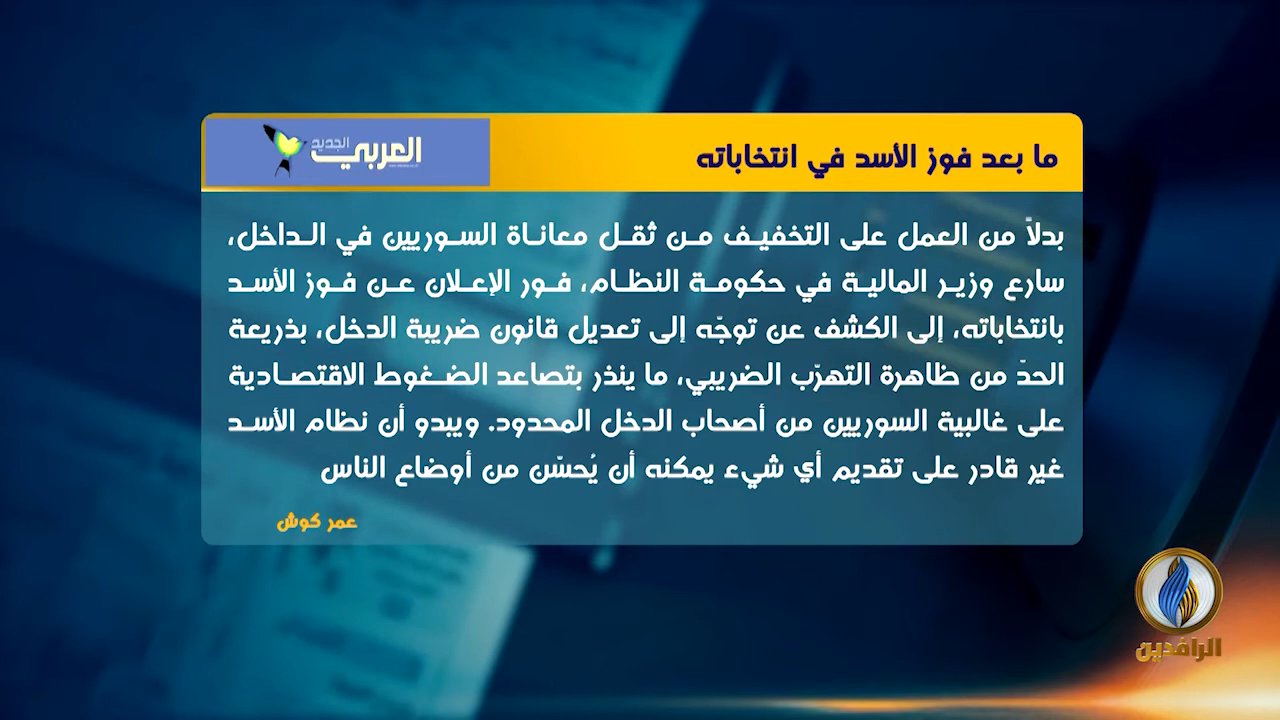 ما بعد فوز الأسد في انتخاباته
العربي الجديد
بدلاً من العمل على التخفيف من ثقل معاناة السوريين في الداخل،
سارع وزير المالية في حكومة النظام، فور الإعلان عن فوز الأسد
بانتخاباته، إلى الكشف عن توجّه إلى تعديل قانون ضريبة الدخل، بذريعة
الحدّ من ظاهرة التهرّب الضريبي، ما ينذر بتصاعد الضغوط الاقتصادية
على غالبية السوريين من أصحاب الدخل المحدود. ويبدو أن نظام الأسد
غير قادر على تقديم أي شيء يمكنه أن يُحسّن من أوضاع الناس
عمر كوش
الرافدين